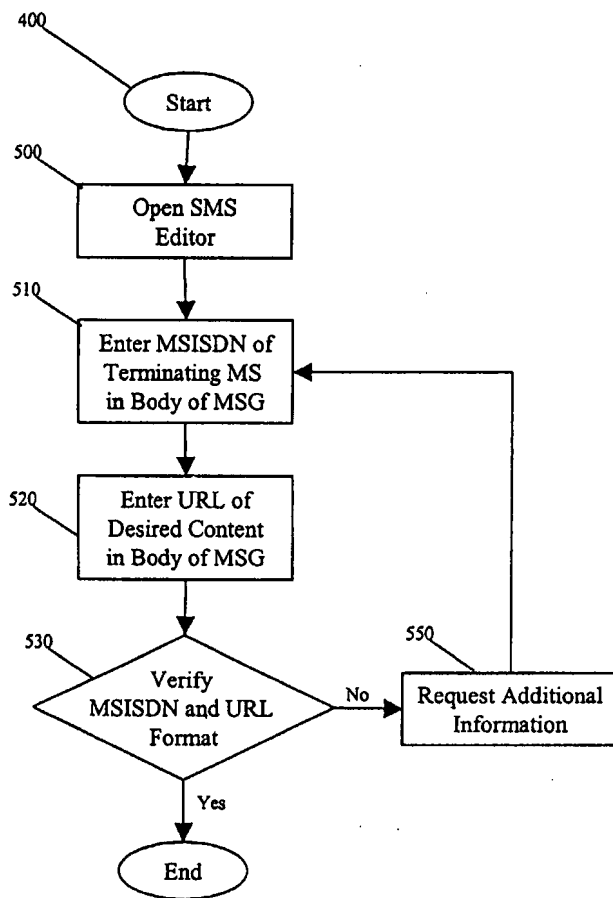 400
Start
500
Open SMS
Editor
510
Enter MSISDN of
Terminating MS
in Body of MSG
520
Enter URL of
Desired Content
in Body of MSG
530
Verify
MSISDN and URL
Format
No
550
Request Additional
Information
Yes
End